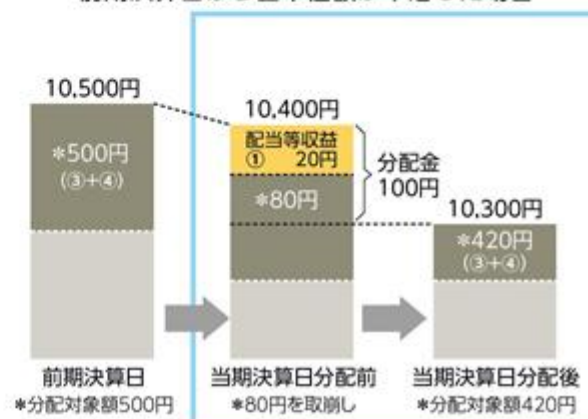 10,500円
*500円
(③+④)
10,400円
配当等収益
① 20円
*80円
分配金
100円
10,300円
*420円
(③+④)
前期決算日
*分配対象額500円
当期決算日分配前
*80円を取崩し
当期決算日分配後
*分配対象額420円